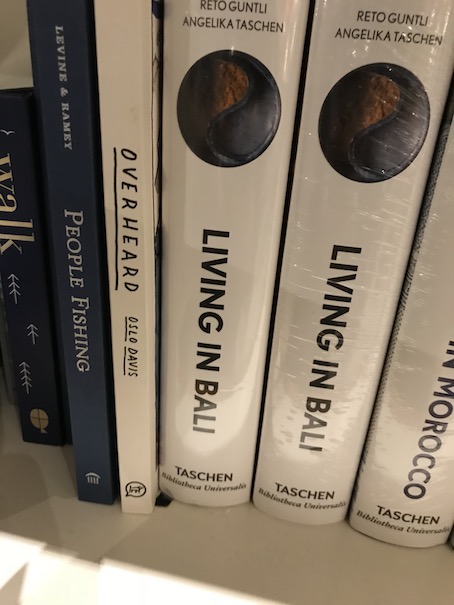 walk
LEVINE & RAMEY
PEOPLE FISHING
OVERHEARD
OSLO DAVIS
RETO GUNTLI
ANGELIKA TASCHEN
LIVING IN BALI
TASCHEN
Bibliotheca Universalis
RETO GUNTLI
ANGELIKA TASCHEN
LIVING IN BALI
TASCHEN
Bibliotheca Universalis
IN MOROCCO
TASCHEN
Bibliotheca Universalis